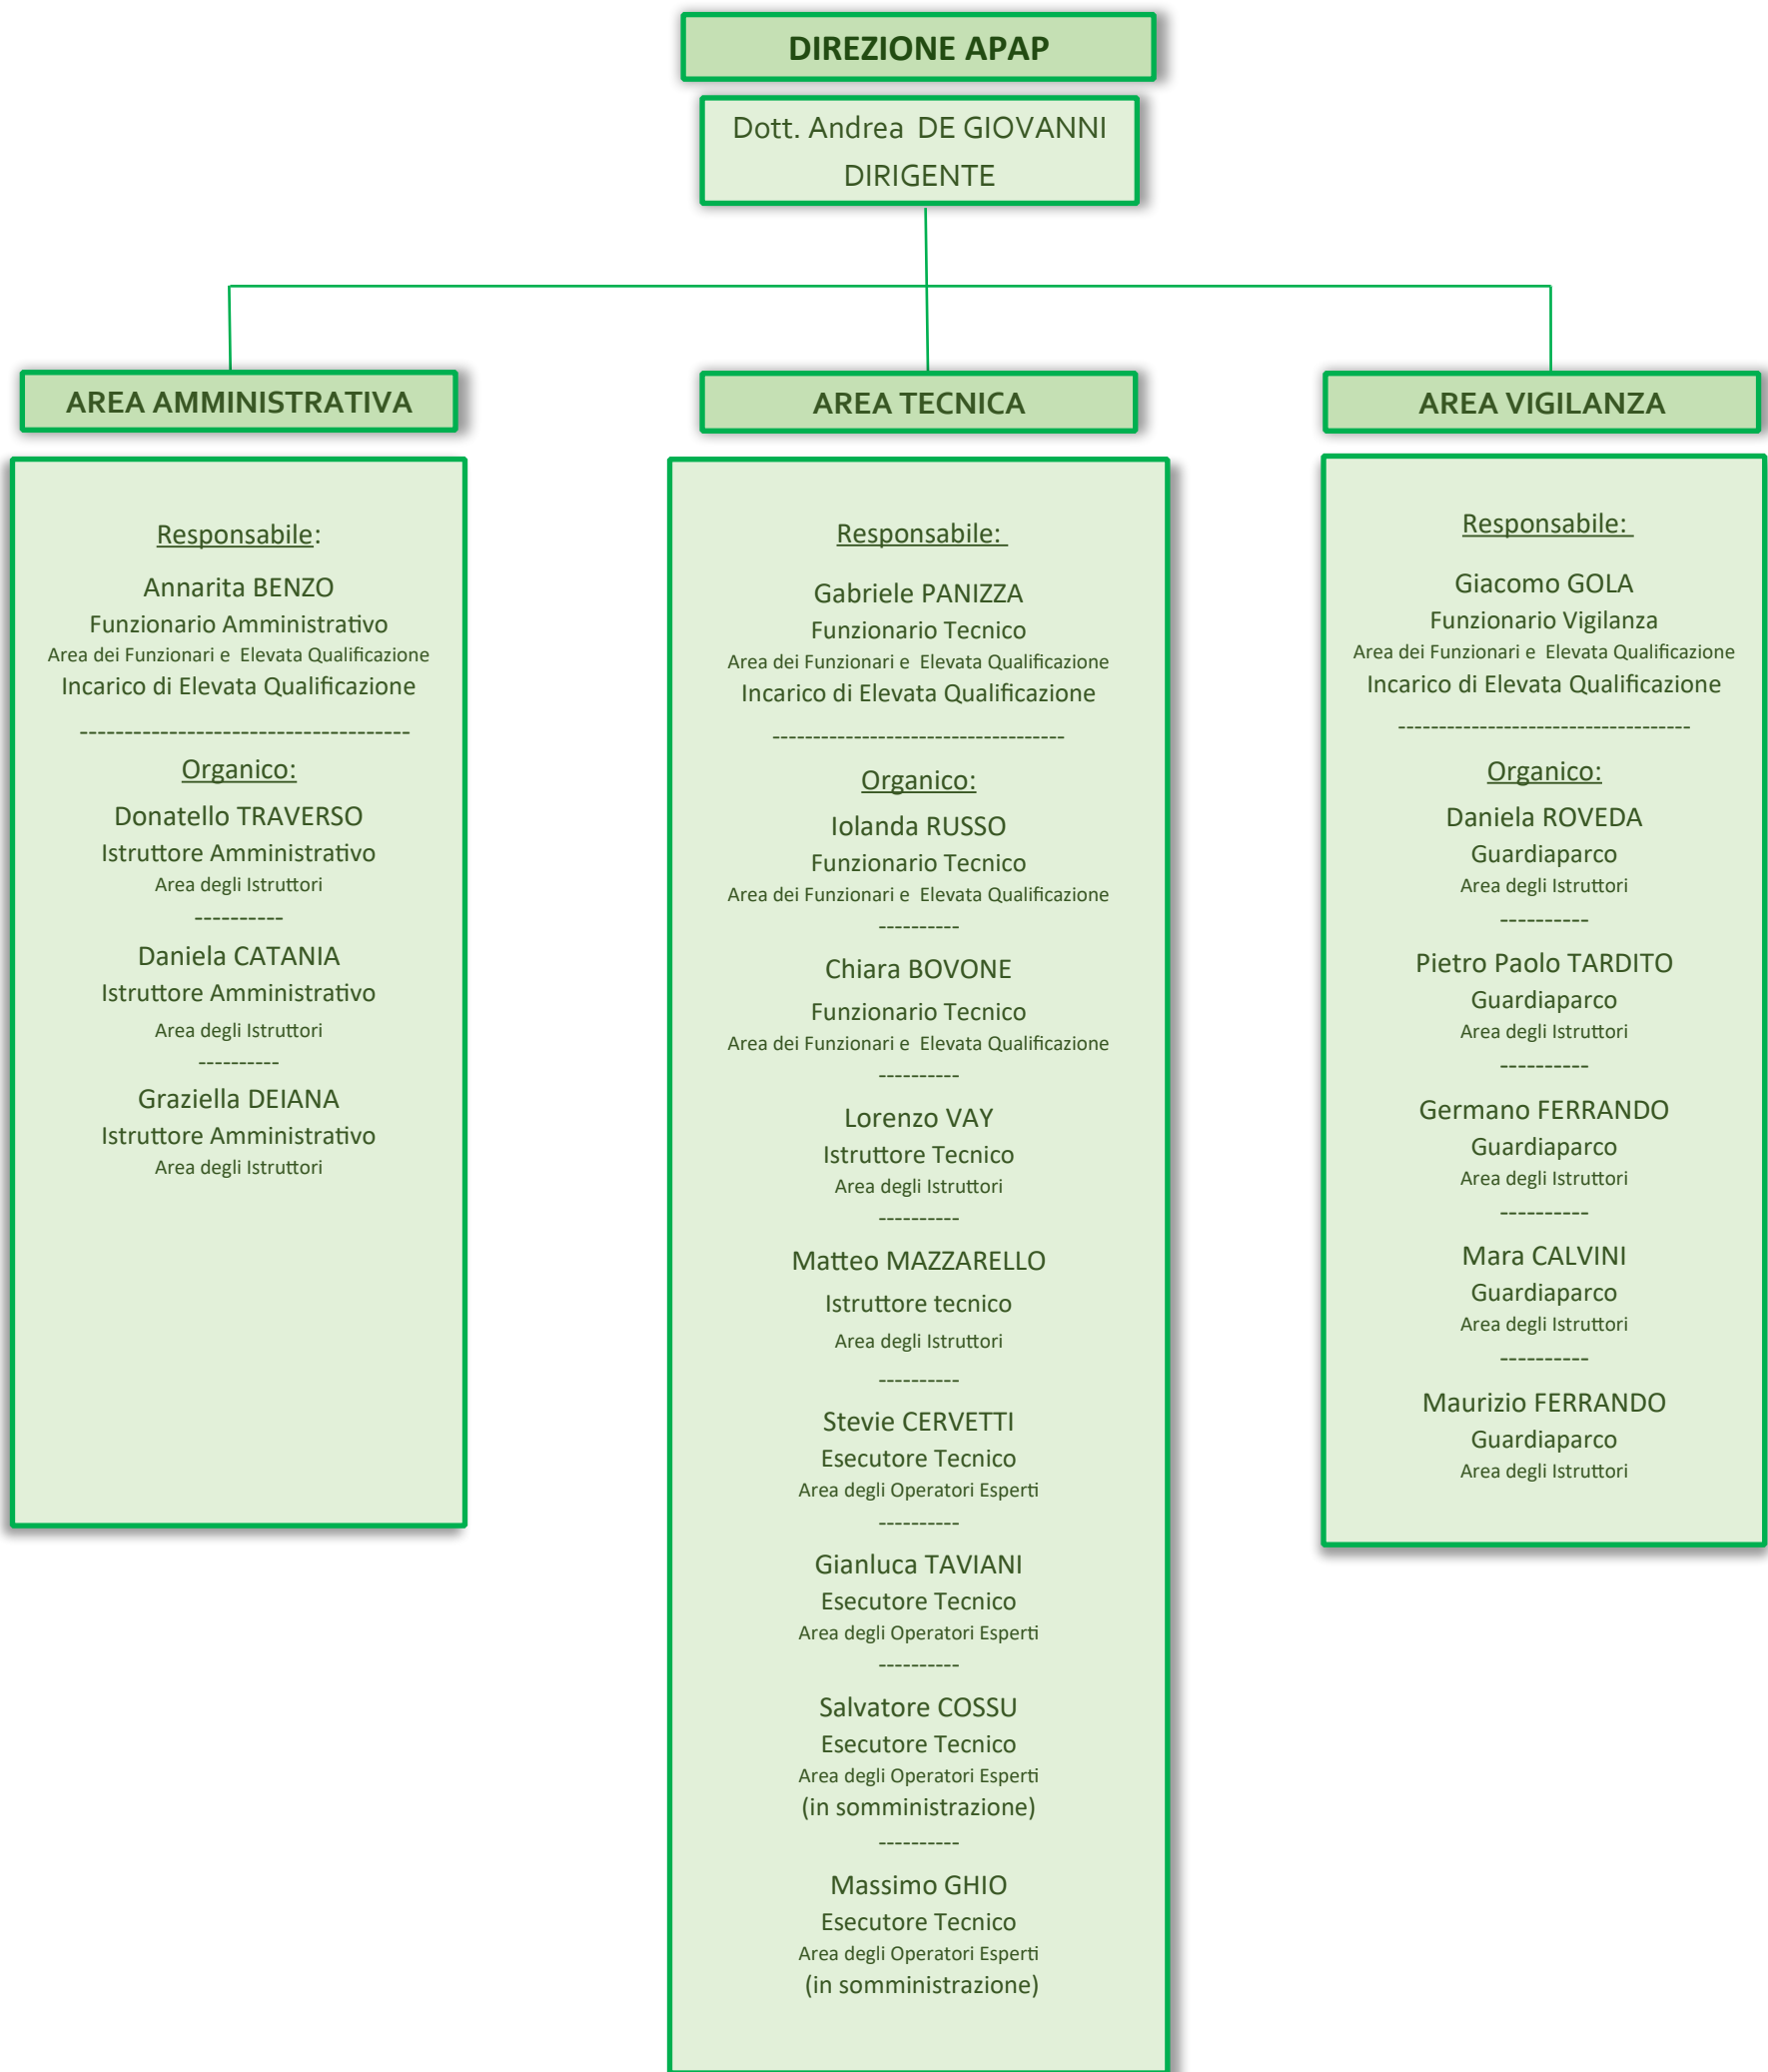 DIREZIONE APAP
Dott. Andrea DE GIOVANNI
DIRIGENTE
AREA AMMINISTRATIVA
Responsabile:
Annarita BENZO
Funzionario Amministrativo
Area dei Funzionari e Elevata Qualificazione
Incarico di Elevata Qualificazione
-------------------------------------
Organico:
Donatello TRAVERSO
Istruttore Amministrativo
Area degli Istruttori
----------
Daniela CATANIA
Istruttore Amministrativo
Area degli Istruttori
----------
Graziella DEIANA
Istruttore Amministrativo
Area degli Istruttori
AREA TECNICA
Responsabile:
Gabriele PANIZZA
Funzionario Tecnico
Area dei Funzionari e Elevata Qualificazione
Incarico di Elevata Qualificazione
------------------------------------
Organico:
Iolanda RUSSO
Funzionario Tecnico
Area dei Funzionari e Elevata Qualificazione
----------
Chiara BOVONE
Funzionario Tecnico
Area dei Funzionari e Elevata Qualificazione
----------
Lorenzo VAY
Istruttore Tecnico
Area degli Istruttori
----------
Matteo MAZZARELLO
Istruttore tecnico
Area degli Istruttori
----------
Stevie CERVETTI
Esecutore Tecnico
Area degli Operatori Esperti
----------
Gianluca TAVIANI
Esecutore Tecnico
Area degli Operatori Esperti
----------
Salvatore COSSU
Esecutore Tecnico
Area degli Operatori Esperti
(in somministrazione)
----------
Massimo GHIO
Esecutore Tecnico
Area degli Operatori Esperti
(in somministrazione)
AREA VIGILANZA
Responsabile:
Giacomo GOLA
Funzionario Vigilanza
Area dei Funzionari e Elevata Qualificazione
Incarico di Elevata Qualificazione
------------------------------------
Organico:
Daniela ROVEDA
Guardiaparco
Area degli Istruttori
----------
Pietro Paolo TARDITO
Guardiaparco
Area degli Istruttori
----------
Germano FERRANDO
Guardiaparco
Area degli Istruttori
----------
Mara CALVINI
Guardiaparco
Area degli Istruttori
----------
Maurizio FERRANDO
Guardiaparco
Area degli Istruttori